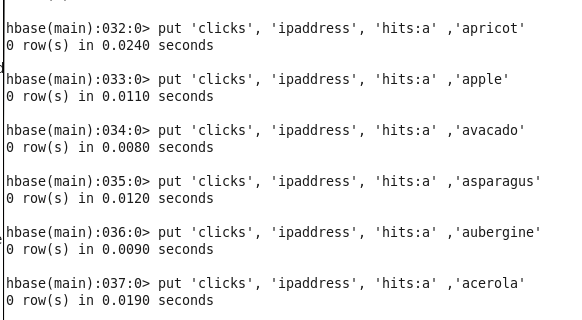 hbase(main):032:0> put 'clicks', 'ipaddress', 'hits:a' ,'apricot'
0 row(s) in 0.0240 seconds
hbase(main):033:0> put 'clicks', 'ipaddress', 'hits:a' ,'apple'
0 row(s) in 0.0110 seconds
hbase(main):034:0> put 'clicks', 'ipaddress', 'hits:a' ,'avacado'
0 row(s) in 0.0080 seconds
hbase(main):035:0> put 'clicks', 'ipaddress', 'hits:a' ,'asparagus'
0 row(s) in 0.0120 seconds
hbase(main):036:0> put 'clicks', 'ipaddress', 'hits:a' ,'aubergine'
0 row(s) in 0.0090 seconds
hbase(main):037:0> put 'clicks', 'ipaddress', 'hits:a' ,'acerola'
0 row(s) in 0.0190 seconds